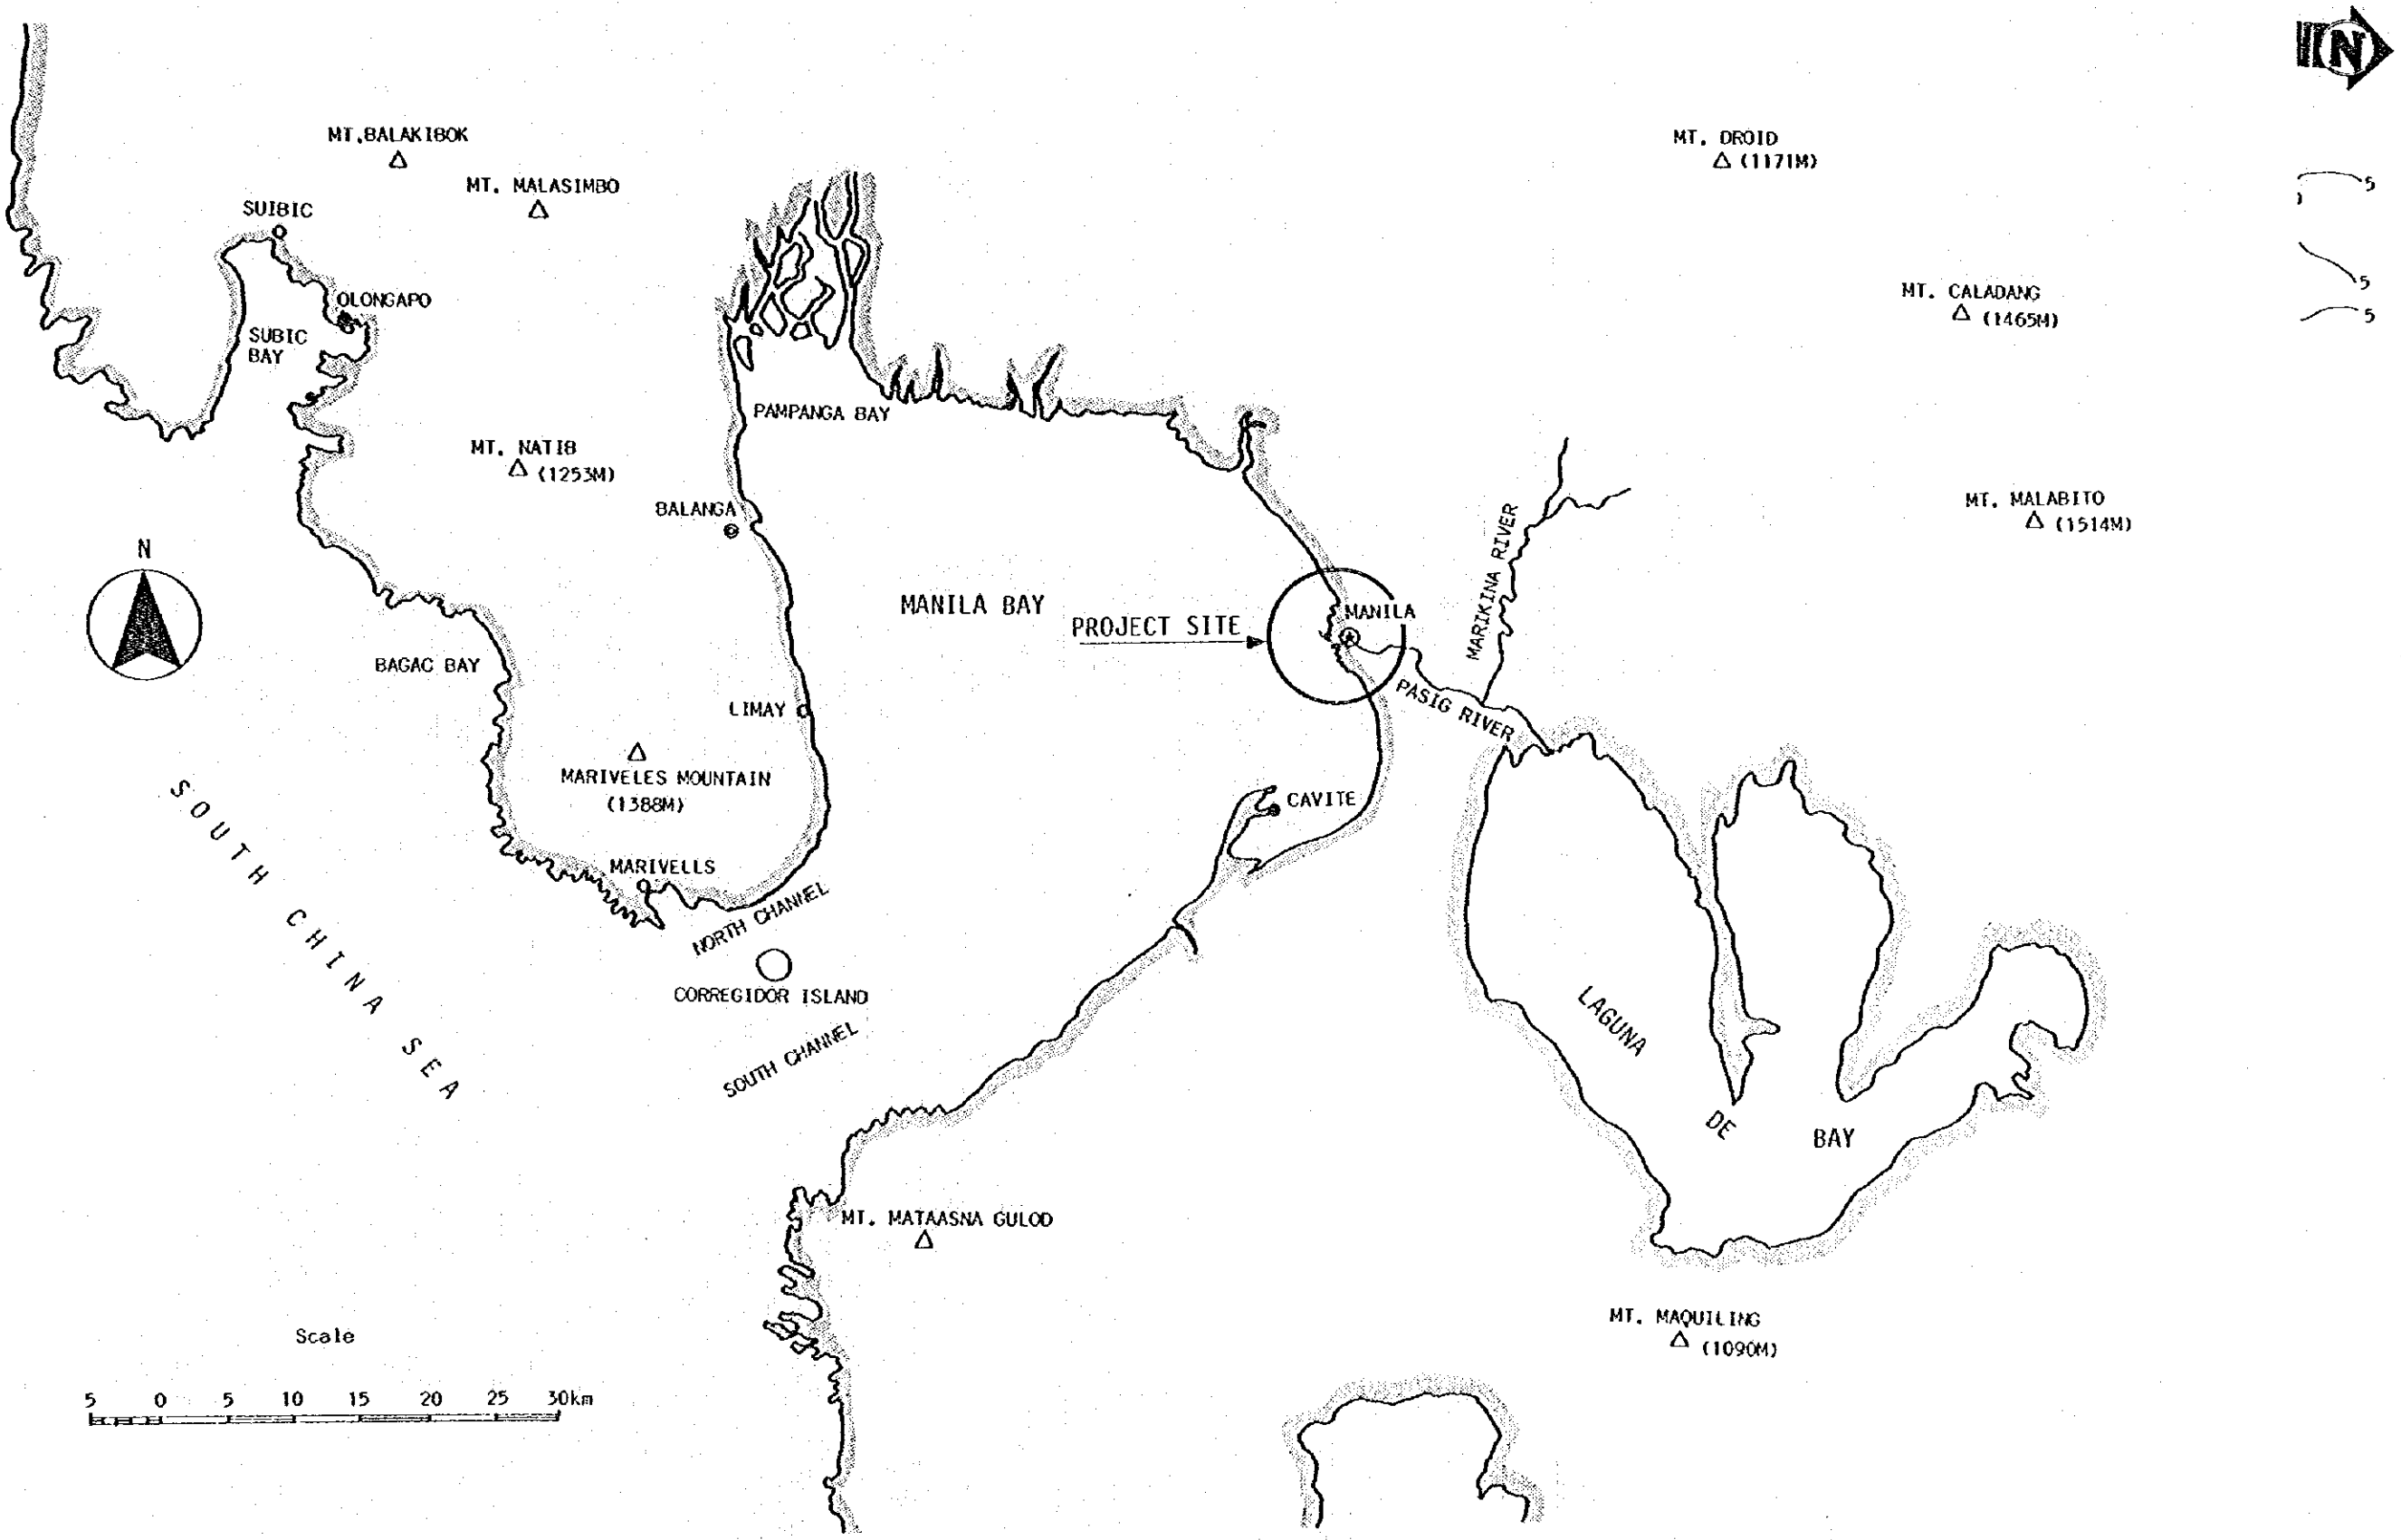 N
MT.BALAKIBOK
MT. DROID
(1171M)
MT. MALASIMBO
5
SUIBIC
MT. CALADANG
(1465M)
5
5
OLONGAPO
SUBIC
BAY
PAMPANGA BAY
MT. NATIB
(1253M)
BALANGA
MT. MALABITO
(1514M)
MARIKINA RIVER
N
MANILA BAY
PROJECT SITE
MANILA
BAGAC BAY
PASIG RIVER
LIMAY
MARIVELES MOUNTAIN
(1388M)
CAVITE
SOUTH CHINA SEA
MARIVELLS
NORTH CHANNEL
CORREGIDOR ISLAND
SOUTH CHANNEL
LAGUNA
DE
BAY
MT. MATAASNA GULOD
MT. MAQUILING
(1090M)
Scale
5 0 5 10 15 20 25 30km